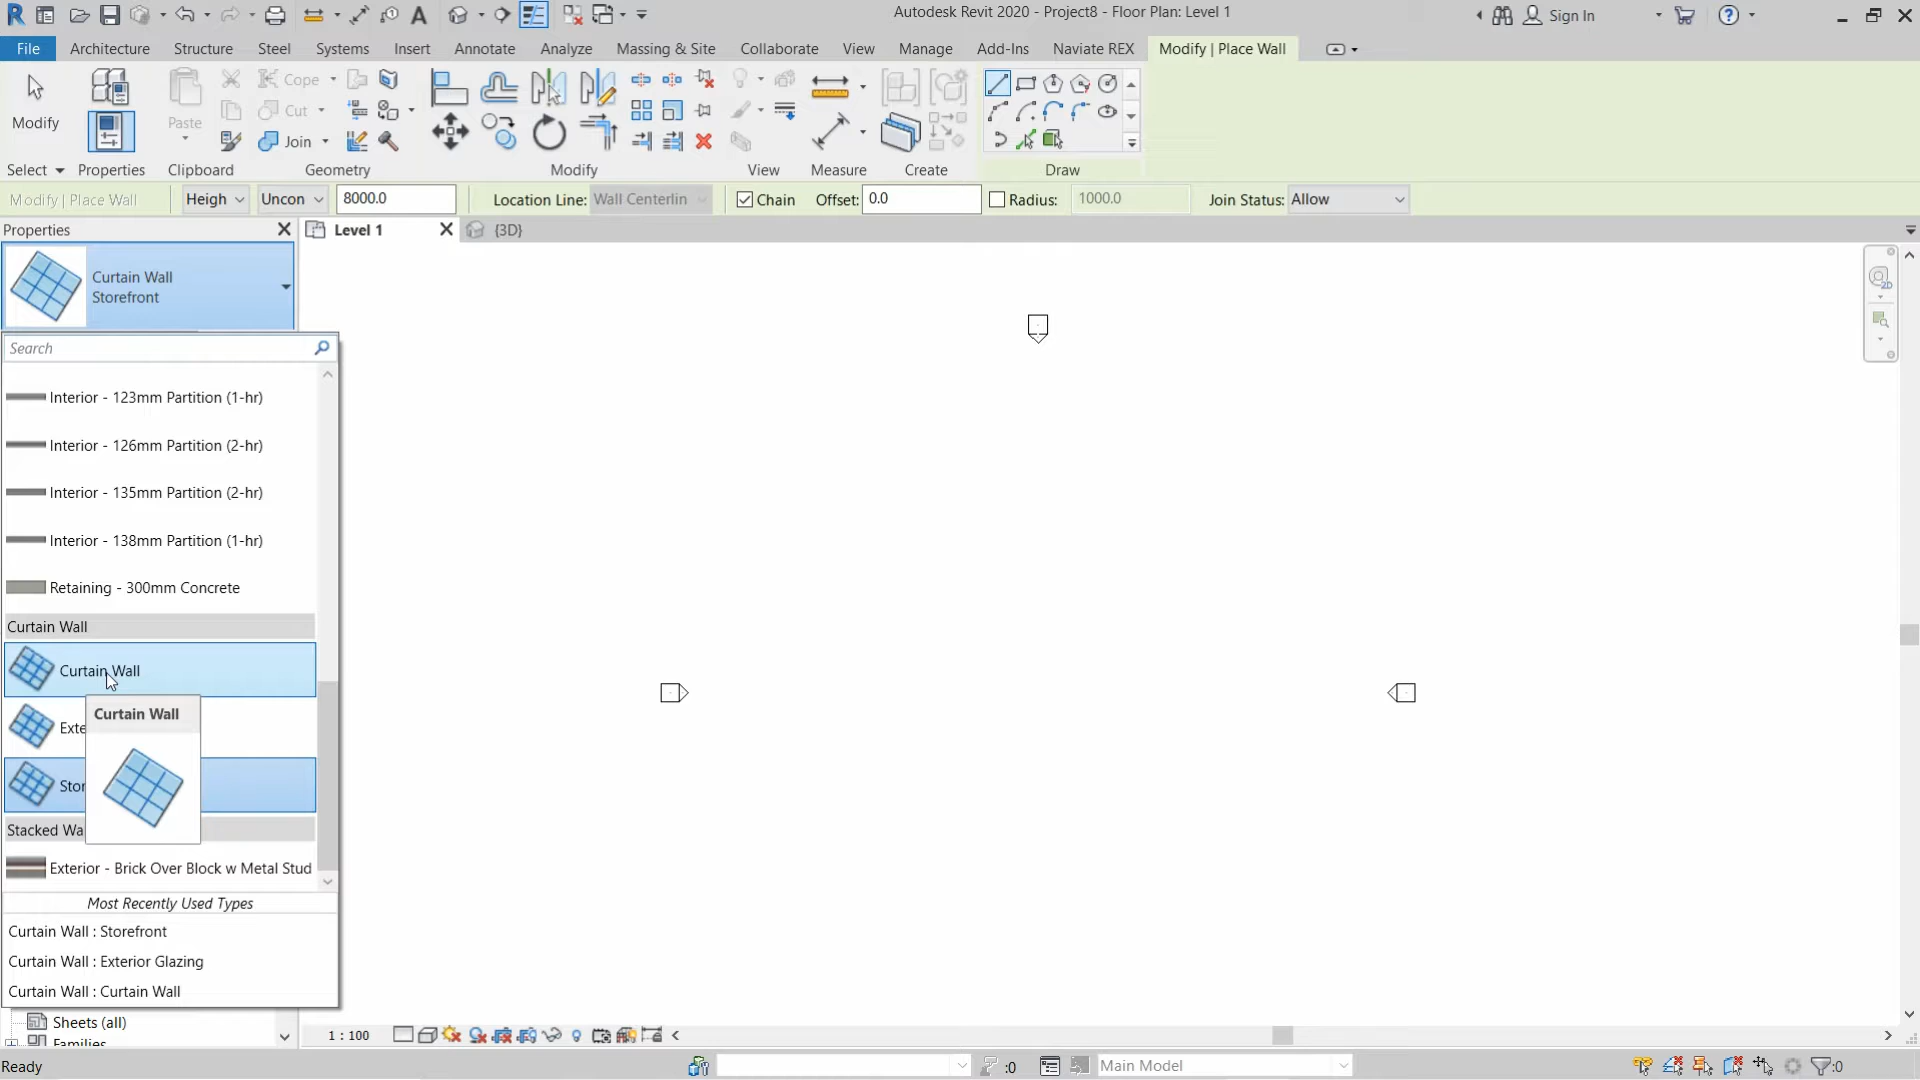 Autodesk Revit 2020 - Project8 - Floor Plan: Level 1
Sign In
File Architecture Structure Steel Systems Insert Annotate Analyze Massing & Site Collaborate View Manage Add-Ins Naviate REX Modify | Place Wall
Modify
Paste
Cope
Cut
Join
Select Properties Clipboard Geometry Modify View Measure Create Draw
Modify | Place Wall Heigh Uncon 8000.0 Location Line: Wall Centerlin Chain Offset: 0.0 Radius: 1000.0 Join Status: Allow
Properties
Level 1 {3D}
Curtain Wall
Storefront
2D
Search
Interior - 123mm Partition (1-hr)
Interior - 126mm Partition (2-hr)
Interior - 135mm Partition (2-hr)
Interior - 138mm Partition (1-hr)
Retaining - 300mm Concrete
Curtain Wall
Curtain Wall
Curtain Wall
Exte
Stor
Stacked Wa
Exterior - Brick Over Block w Metal Stud
Most Recently Used Types
Curtain Wall : Storefront
Curtain Wall : Exterior Glazing
Curtain Wall : Curtain Wall
Sheets (all)
Families
1 : 100
Ready
:0 Main Model :0